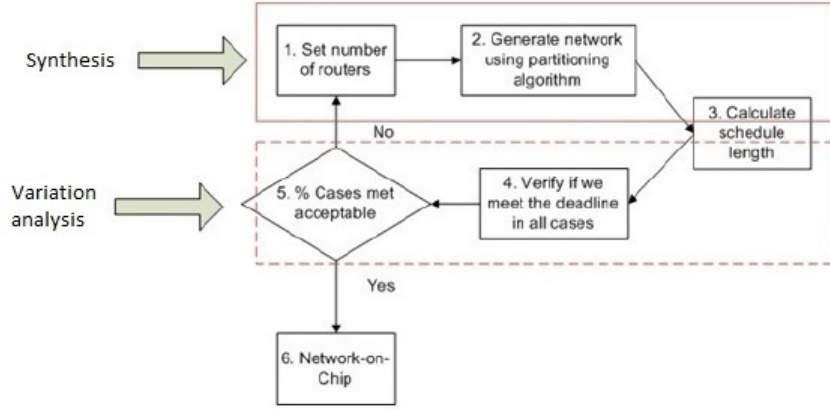 Synthesis
1. Set number
of routers
2. Generate network
using partitioning
algorithm
3. Calculate
schedule
length
No
Variation
analysis
5. % Cases met
acceptable
4. Verify if we
meet the deadline
in all cases
Yes
6. Network-on-
Chip